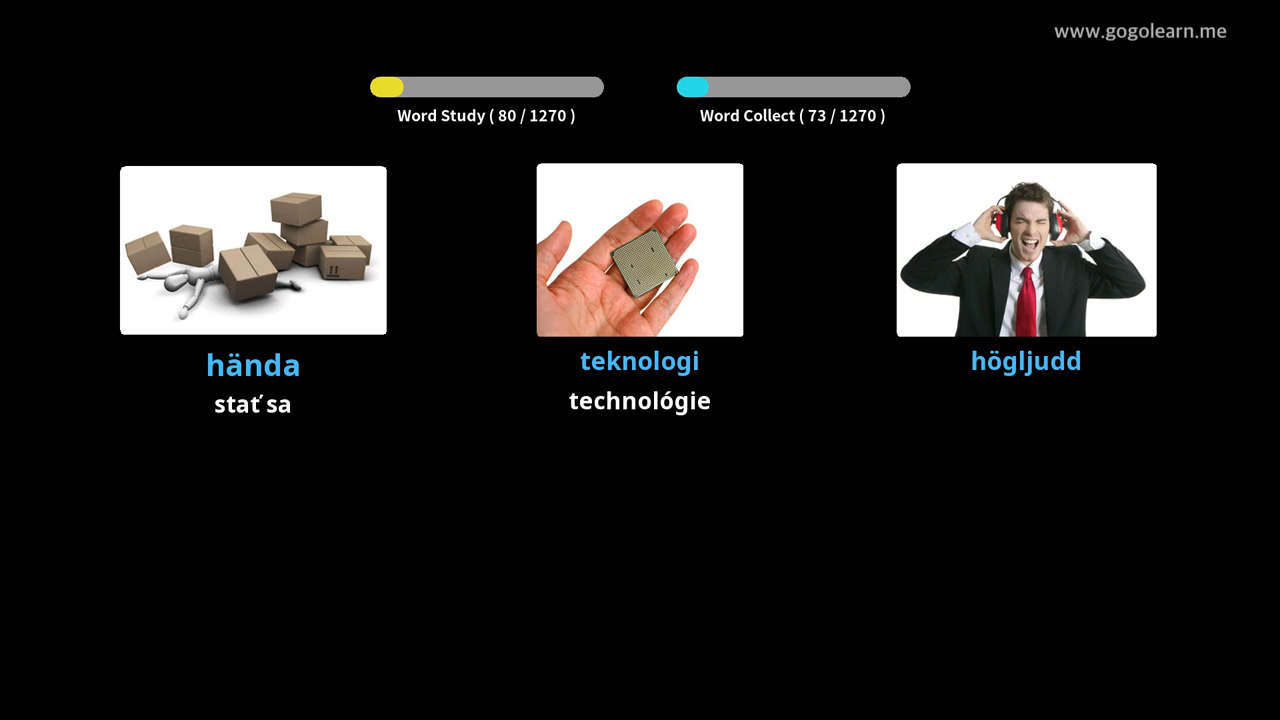 www.gogolearn.me
Word Study ( 80 / 1270 )
Word Collect ( 73 / 1270 )
hända
teknologi
högljudd
stať sa
technológie